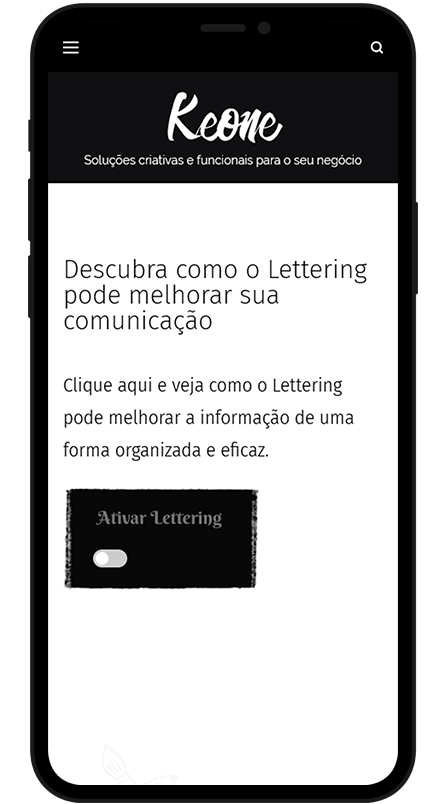 Keone
Soluções criativas e funcionais para o seu negócio
Descubra como o Lettering
pode melhorar sua
comunicação
Clique aqui e veja como o Lettering
pode melhorar a informação de uma
forma organizada e eficaz.
Ativar Lettering